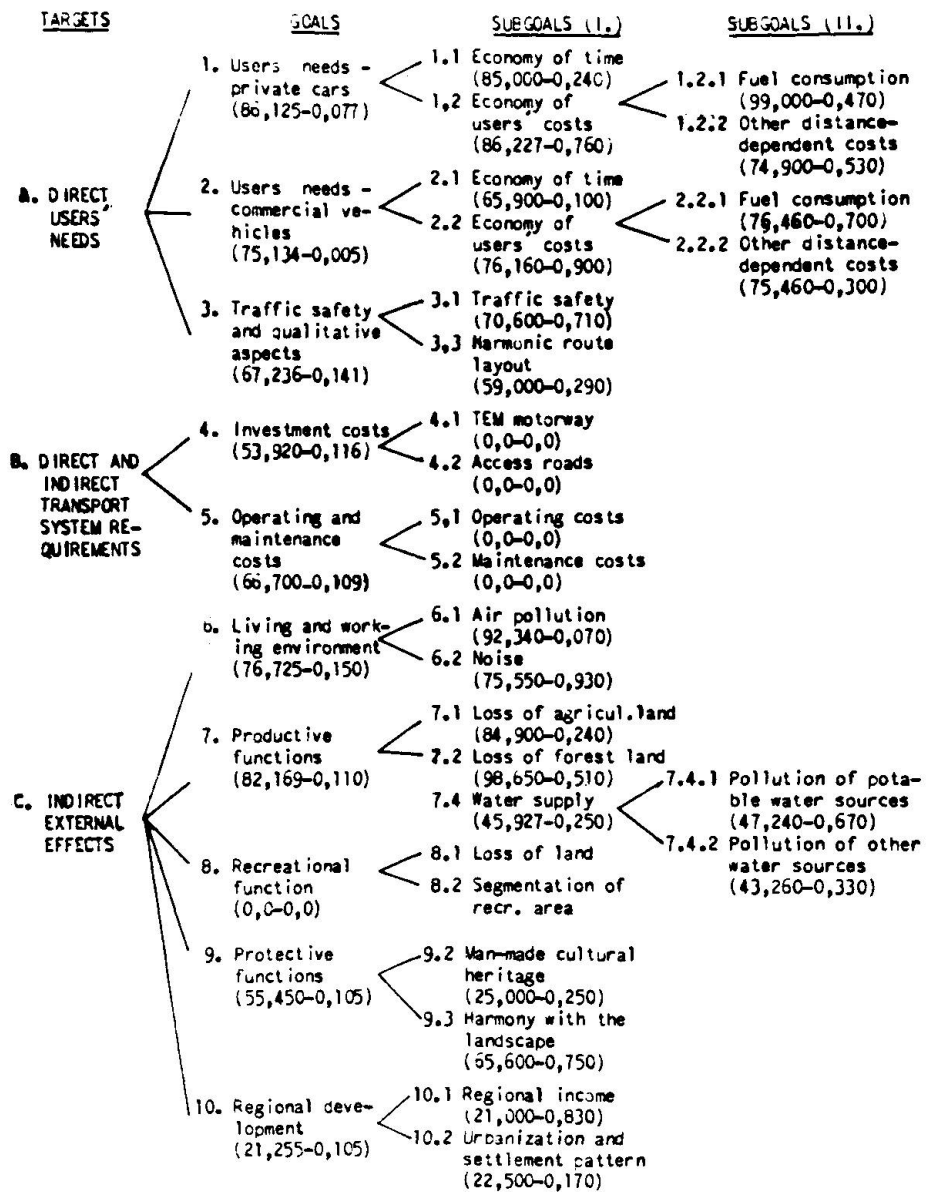 TARGETS GOALS SUBGOALS (I.) SUBGOALS (II.)
A. DIRECT
USERS'
NEEDS
1. Users needs -
private cars
(86,125-0,077)
1.1 Economy of time
(85,000-0,240)
1,2 Economy of
users' costs
(86,227-0,760)
1.2.1 Fuel consumption
(99,000-0,470)
1.2.2 Other distance-
dependent costs
(74,900-0,530)
2. Users needs -
commercial ve-
hicles
(75,134-0,005)
2.1 Economy of time
(65,900-0,100)
2.2 Economy of
users' costs
(76,160-0,900)
2.2.1 Fuel consumption
(76,460-0,700)
2.2.2 Other distance-
dependent costs
(75,460-0,300)
3. Traffic safety
and qualitative
aspects
(67,236-0,141)
3.1 Traffic safety
(70,600-0,710)
3,3 Harmonic route
layout
(59,000-0,290)
B. DIRECT AND
INDIRECT
TRANSPORT
SYSTEM RE-
QUIREMENTS
4. Investment costs
(53,920-0,116)
4.1 TEM motorway
(0,0-0,0)
4.2 Access roads
(0,0-0,0)
5. Operating and
maintenance
costs
(66,700-0,109)
5,1 Operating costs
(0,0-0,0)
5.2 Maintenance costs
(0,0-0,0)
C. INDIRECT
EXTERNAL
EFFECTS
6. Living and work-
ing environment
(76,725-0,150)
6.1 Air pollution
(92,340-0,070)
6.2 Noise
(75,550-0,930)
7. Productive
functions
(82,169-0,110)
7.1 Loss of agricul.land
(84,900-0,240)
7.2 Loss of forest land
(98,650-0,510)
7.4 Water supply
(45,927-0,250)
7.4.1 Pollution of pota-
ble water sources
(47,240-0,670)
7.4.2 Pollution of other
water sources
(43,260-0,330)
8. Recreational
function
(0,0-0,0)
8.1 Loss of land
8.2 Segmentation of
recr. area
9. Protective
functions
(55,450-0,105)
9.2 Man-made cultural
heritage
(25,000-0,250)
9.3 Harmony with the
landscape
(65,600-0,750)
10. Regional deve-
lopment
(21,255-0,105)
10.1 Regional income
(21,000-0,830)
10.2 Urbanization and
settlement pattern
(22,500-0,170)